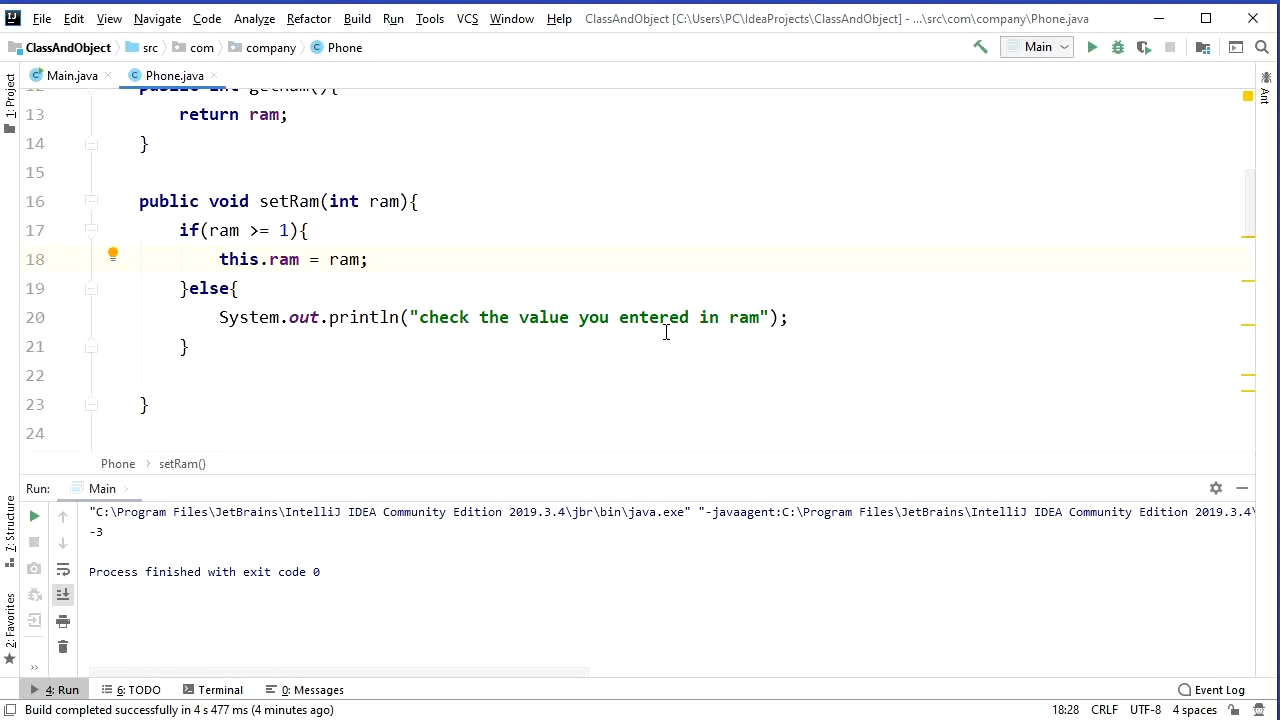 File Edit View Navigate Code Analyze Refactor Build Run Tools VCS Window Help ClassAndObject [C:\Users\PC\IdeaProjects\ClassAndObject] - ...\src\com\company\Phone.java
ClassAndObject src com company Phone Main
Main.java Phone.java
1: Project
Ant
12 public int getRam(){
13 return ram;
14 }
15
16 public void setRam(int ram){
17 if(ram >= 1){
18 this.ram = ram;
19 }else{
20 System.out.println("check the value you entered in ram");
21 }
22
23 }
24
Phone setRam()
Run: Main
"C:\Program Files\JetBrains\IntelliJ IDEA Community Edition 2019.3.4\jbr\bin\java.exe" "-javaagent:C:\Program Files\JetBrains\IntelliJ IDEA Community Edition 2019.3.4\
-3
Process finished with exit code 0
7: Structure
2: Favorites
4: Run 6: TODO Terminal 0: Messages Event Log
Build completed successfully in 4 s 477 ms (4 minutes ago) 18:28 CRLF UTF-8 4 spaces